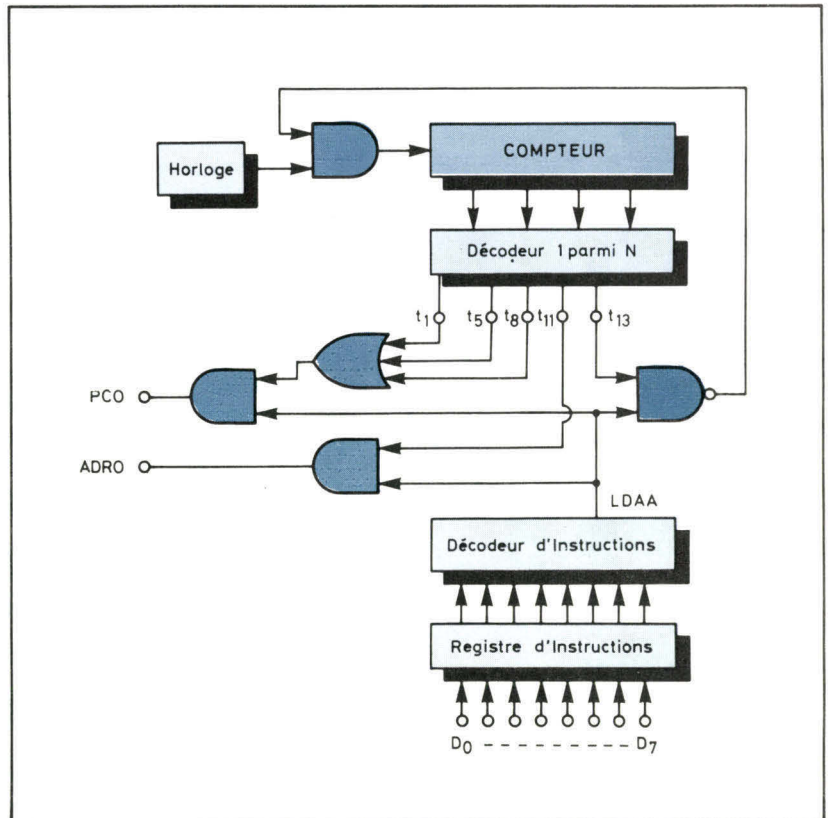 COMPTEUR
Horloge
Décodeur 1 parmi N
t1 t5 t8 t11 t13
PCO
ADRO
LDAA
Décodeur d'Instructions
Registre d'Instructions
D0 - - - - - - - - - D7